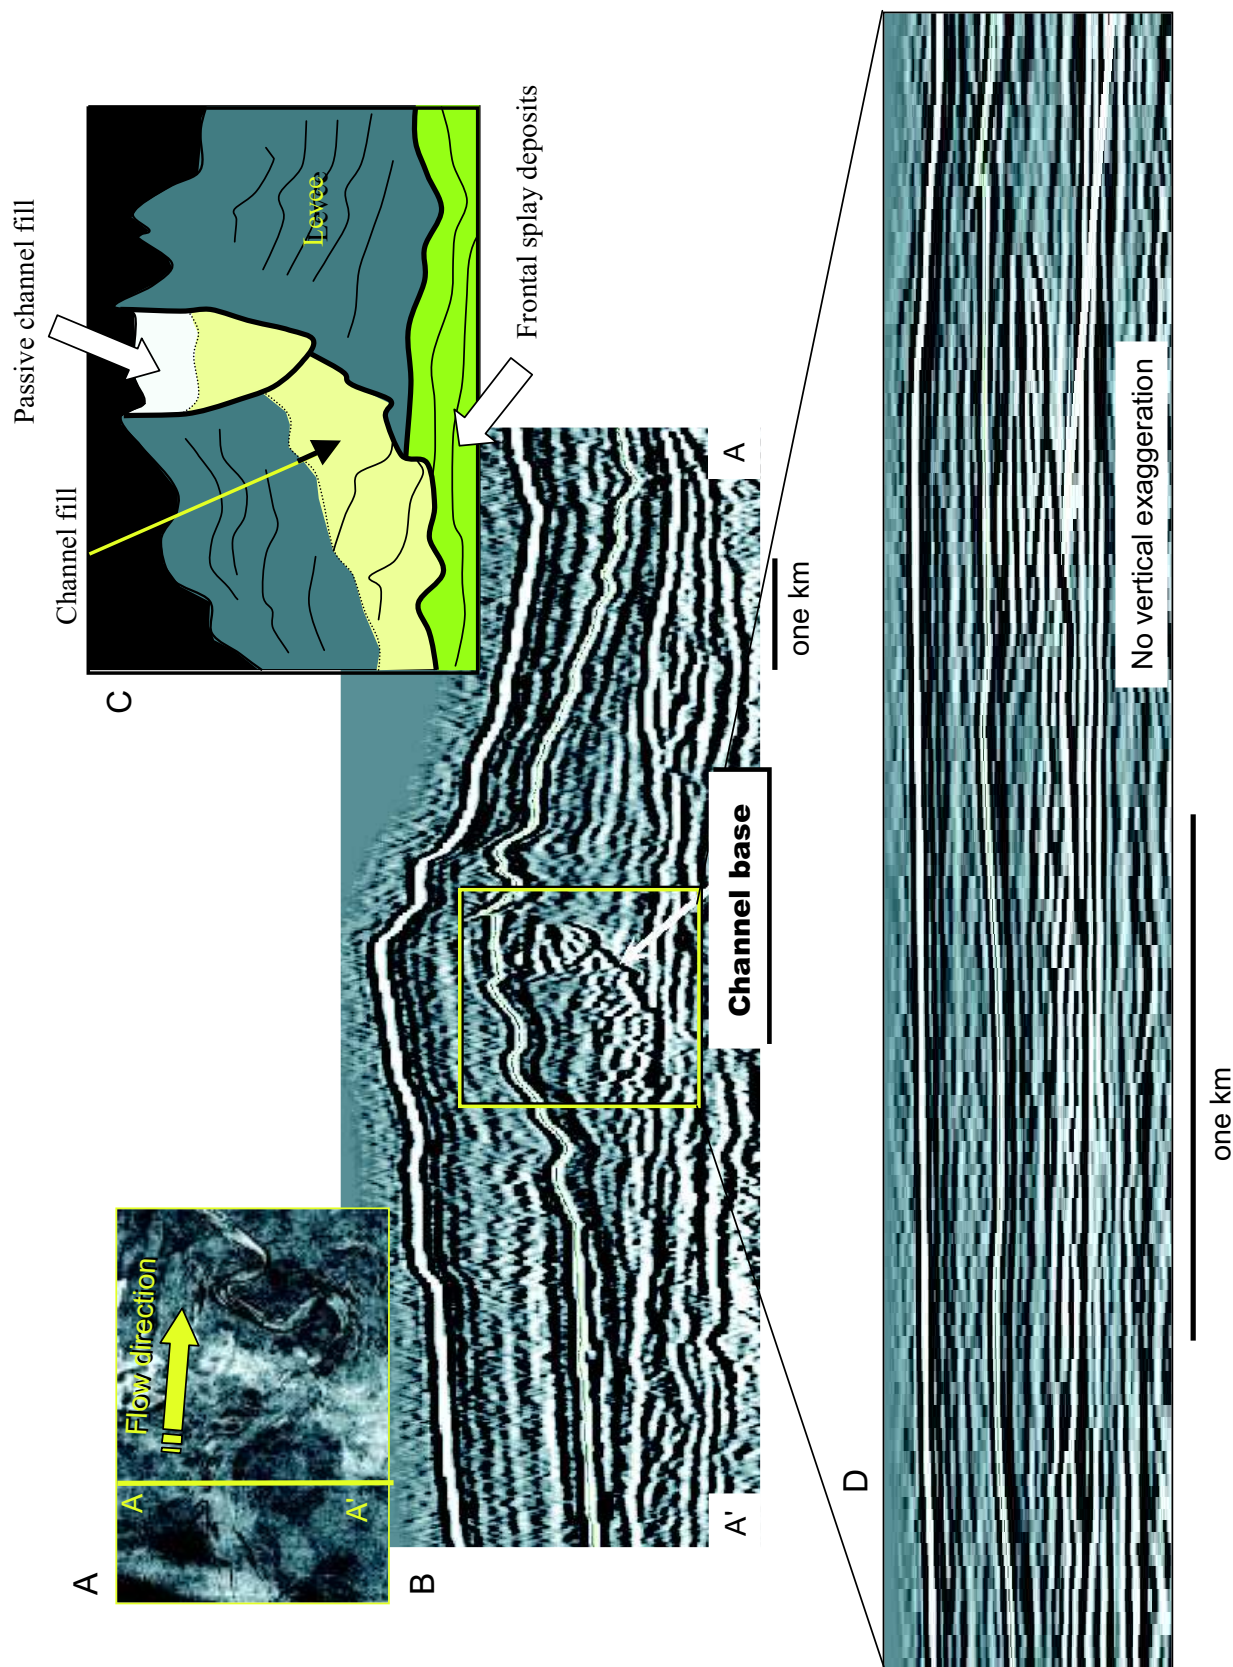 A
Flow direction
A
A'
B
A'
A
Channel base
one km
C
Passive channel fill
Channel fill
Levee
Frontal splay deposits
D
No vertical exaggeration
one km